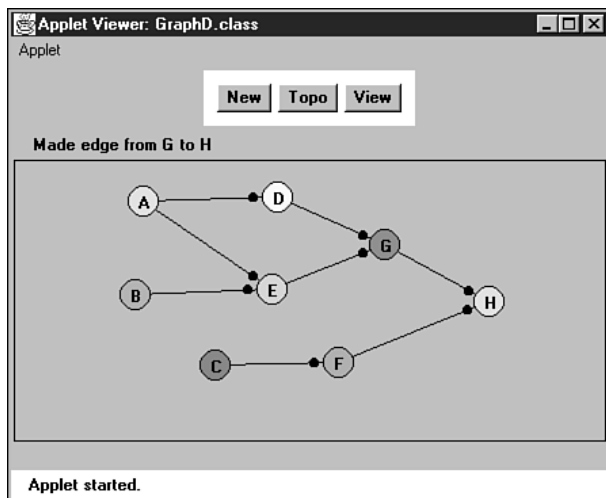 Applet Viewer: GraphD.class
Applet
New Topo View
Made edge from G to H
A
D
G
B
E
H
C
F
Applet started.